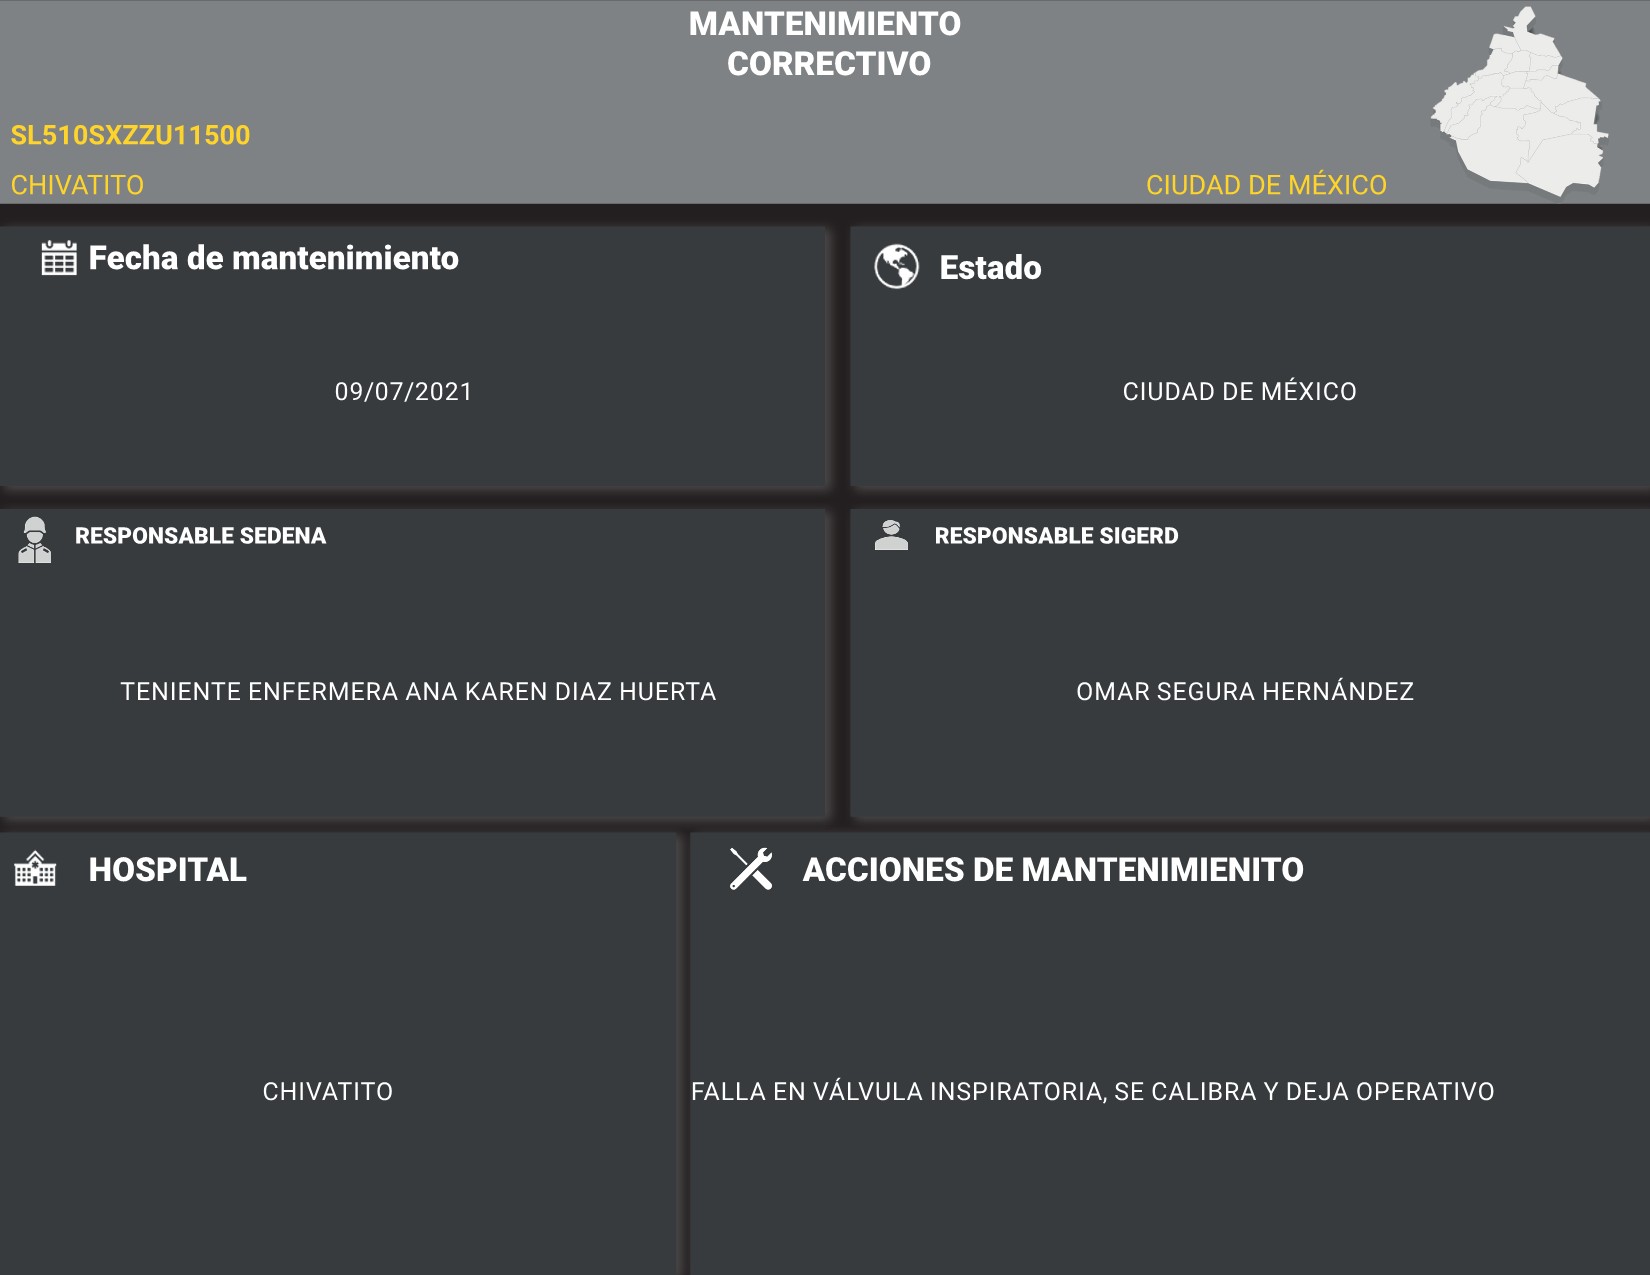 MANTENIMIENTO
CORRECTIVO
SL510SXZZU11500
CHIVATITO
CIUDAD DE MÉXICO
Fecha de mantenimiento
09/07/2021
Estado
CIUDAD DE MÉXICO
RESPONSABLE SEDENA
TENIENTE ENFERMERA ANA KAREN DIAZ HUERTA
RESPONSABLE SIGERD
OMAR SEGURA HERNÁNDEZ
HOSPITAL
CHIVATITO
ACCIONES DE MANTENIMIENITO
FALLA EN VÁLVULA INSPIRATORIA, SE CALIBRA Y DEJA OPERATIVO